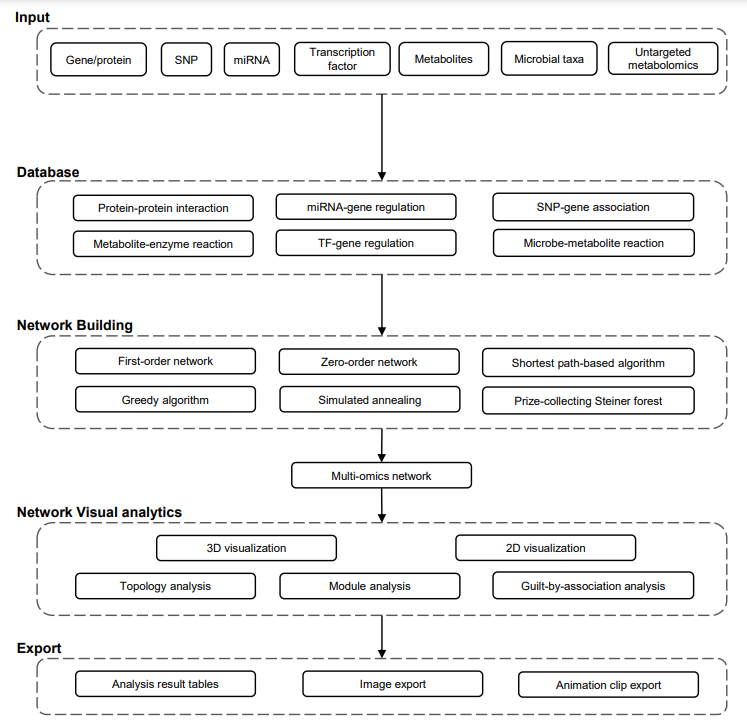 Input
Gene/protein
SNP
miRNA
Transcription
factor
Metabolites
Microbial taxa
Untargeted
metabolomics
Database
Protein-protein interaction
miRNA-gene regulation
SNP-gene association
Metabolite-enzyme reaction
TF-gene regulation
Microbe-metabolite reaction
Network Building
First-order network
Zero-order network
Shortest path-based algorithm
Greedy algorithm
Simulated annealing
Prize-collecting Steiner forest
Multi-omics network
Network Visual analytics
3D visualization
2D visualization
Topology analysis
Module analysis
Guilt-by-association analysis
Export
Analysis result tables
Image export
Animation clip export